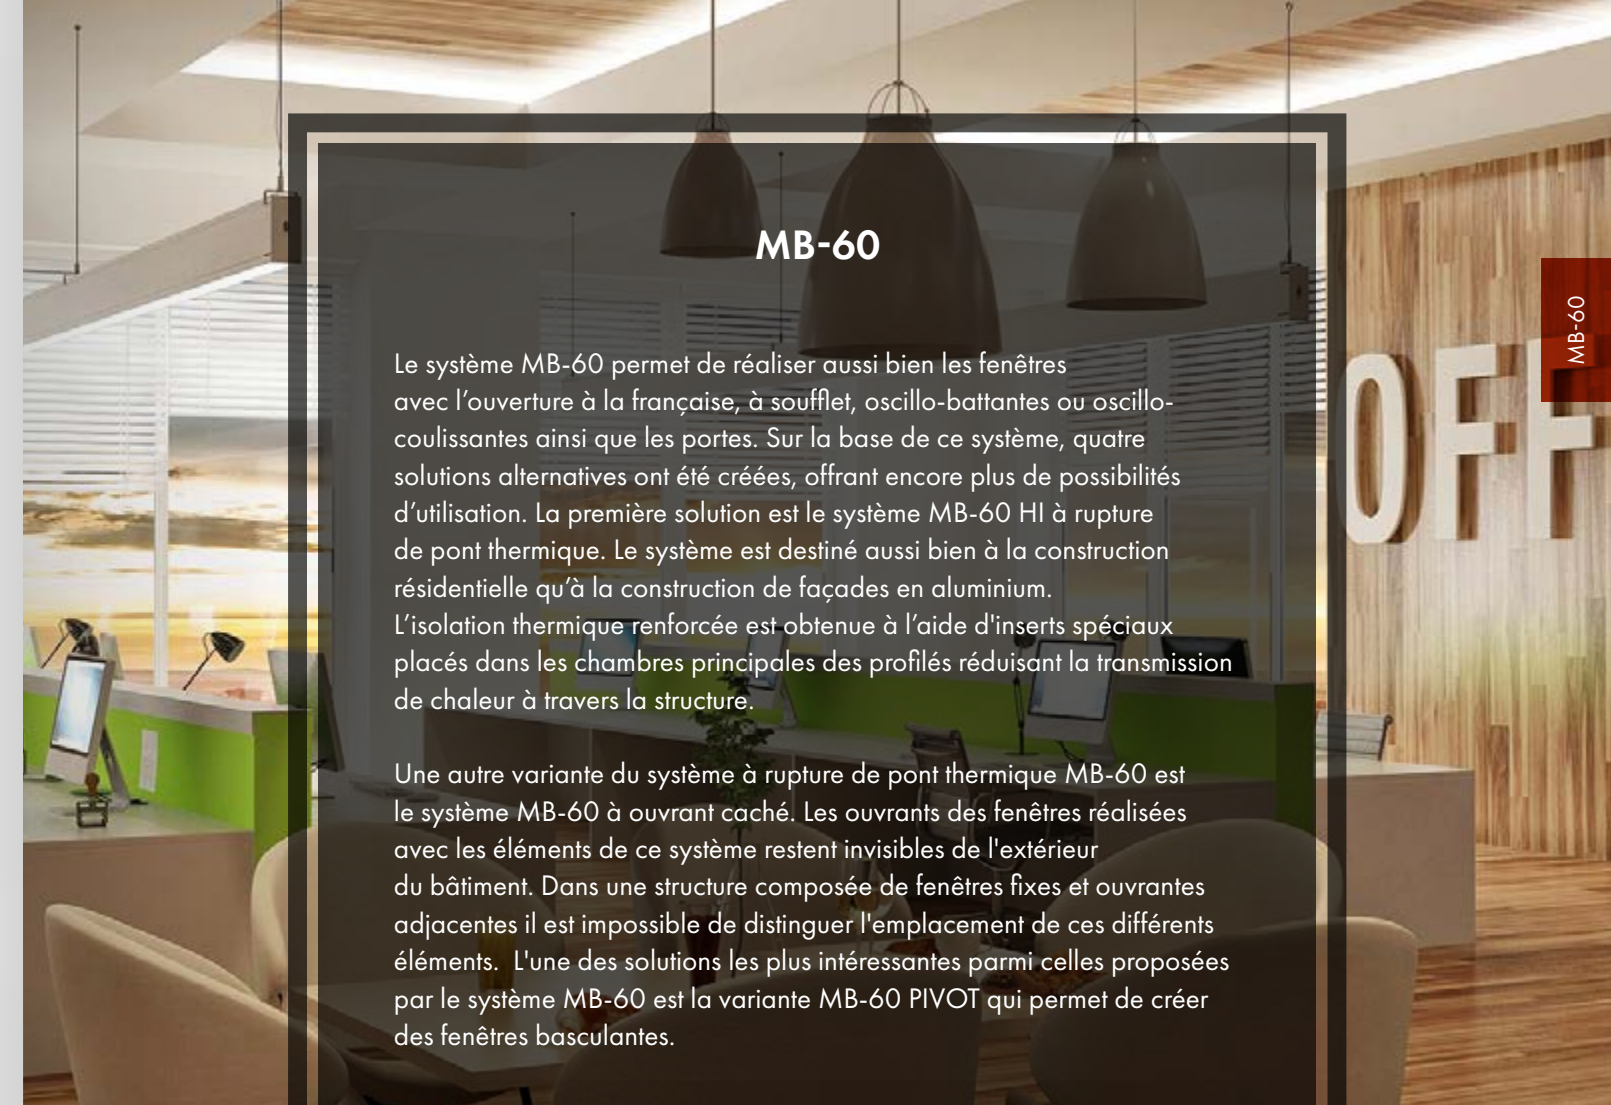 MB-60
MB-60
Le système MB-60 permet de réaliser aussi bien les fenêtres
avec l’ouverture à la française, à soufflet, oscillo-battantes ou oscillo-
coulissantes ainsi que les portes. Sur la base de ce système, quatre
solutions alternatives ont été créées, offrant encore plus de possibilités
d’utilisation. La première solution est le système MB-60 HI à rupture
de pont thermique. Le système est destiné aussi bien à la construction
résidentielle qu’à la construction de façades en aluminium.
L’isolation thermique renforcée est obtenue à l’aide d'inserts spéciaux
placés dans les chambres principales des profilés réduisant la transmission
de chaleur à travers la structure.
Une autre variante du système à rupture de pont thermique MB-60 est
le système MB-60 à ouvrant caché. Les ouvrants des fenêtres réalisées
avec les éléments de ce système restent invisibles de l'extérieur
du bâtiment. Dans une structure composée de fenêtres fixes et ouvrantes
adjacentes il est impossible de distinguer l'emplacement de ces différents
éléments.  L'une des solutions les plus intéressantes parmi celles proposées
par le système MB-60 est la variante MB-60 PIVOT qui permet de créer
des fenêtres basculantes.
OFF